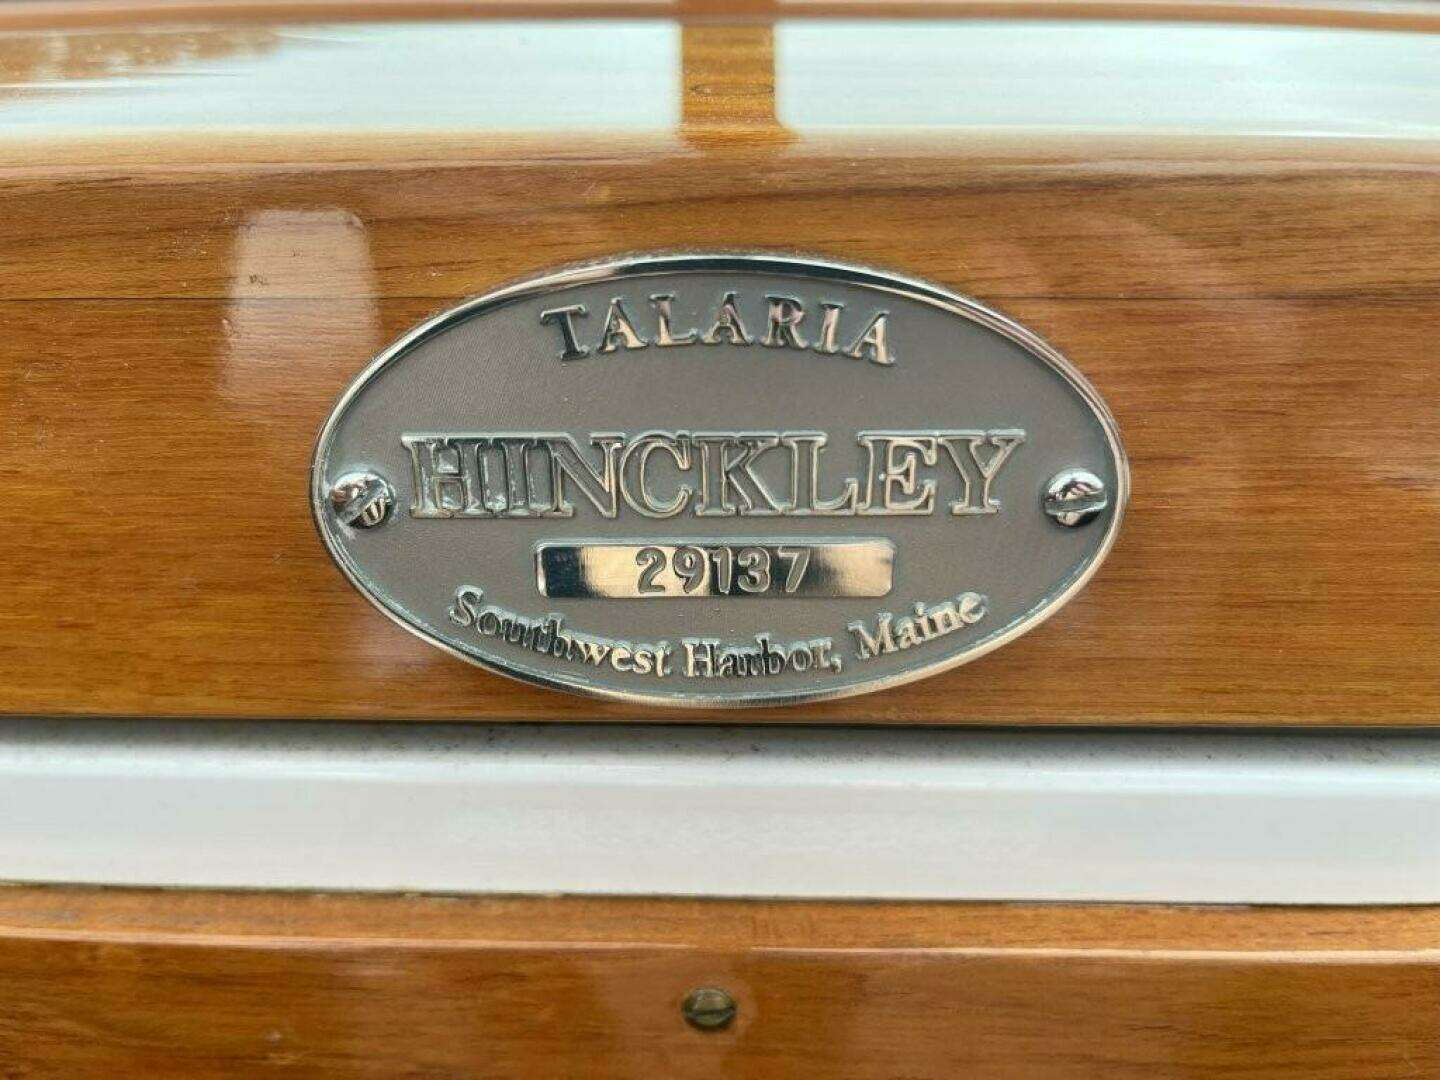 TALARIA
HINCKLEY
29137
Southwest Harbor, Maine